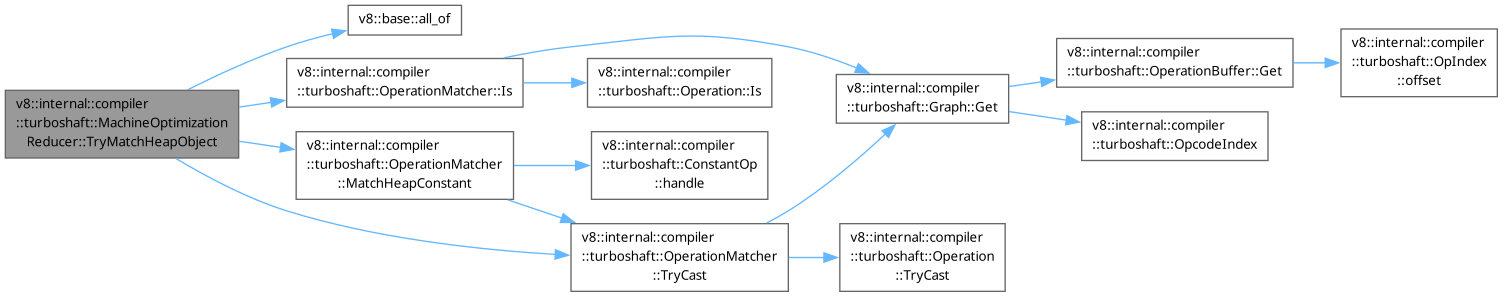 v8::internal::compiler
::turboshaft::MachineOptimization
Reducer::TryMatchHeapObject
v8::base::all_of
v8::internal::compiler
::turboshaft::OperationMatcher::Is
v8::internal::compiler
::turboshaft::OperationMatcher
::MatchHeapConstant
v8::internal::compiler
::turboshaft::Operation::Is
v8::internal::compiler
::turboshaft::ConstantOp
::handle
v8::internal::compiler
::turboshaft::OperationMatcher
::TryCast
v8::internal::compiler
::turboshaft::Graph::Get
v8::internal::compiler
::turboshaft::Operation
::TryCast
v8::internal::compiler
::turboshaft::OperationBuffer::Get
v8::internal::compiler
::turboshaft::OpcodeIndex
v8::internal::compiler
::turboshaft::OpIndex
::offset